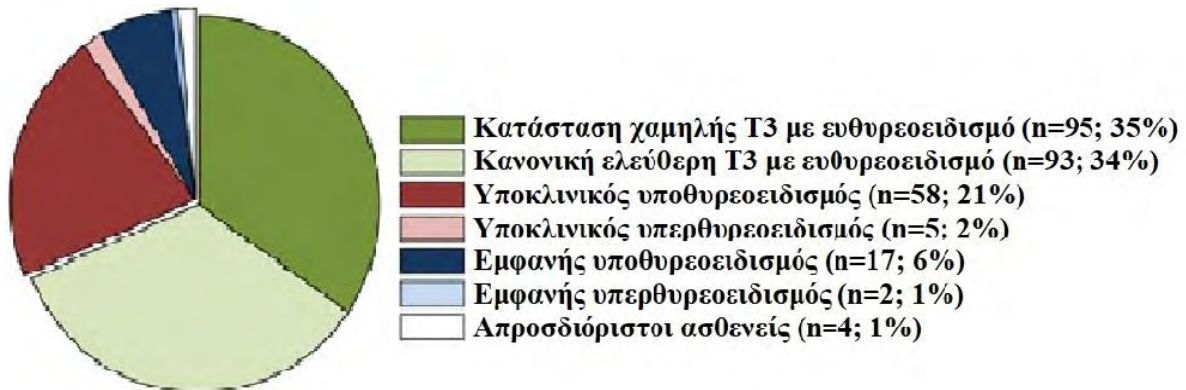 Κατάσταση χαμηλής Τ3 με ευθυρεοειδισμό (n=95; 35%)
Κανονική ελεύθερη Τ3 με ευθυρεοειδισμό (n=93; 34%)
Υποκλινικός υποθυρεοειδισμός (n=58; 21%)
Υποκλινικός υπερθυρεοειδισμός (n=5; 2%)
Εμφανής υποθυρεοειδισμός (n=17; 6%)
Εμφανής υπερθυρεοειδισμός (n=2; 1%)
Απροσδιόριστοι ασθενείς (n=4; 1%)